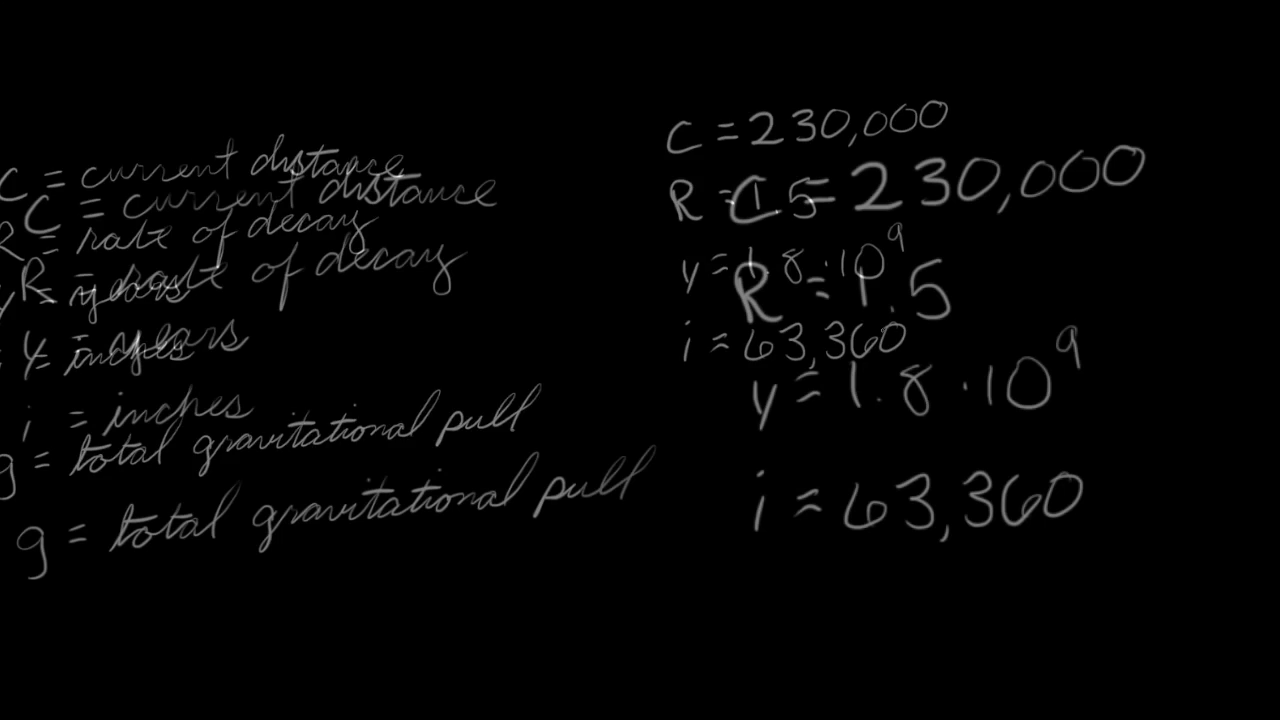 C = current distance
C = current distance
R = rate of decay
R = rate of decay
y = years
y = years
i = inches
i = inches
g = total gravitational pull
g = total gravitational pull
C = 230,000
C = 230,000
R = 1.5
R = 1.5
y = 1.8 · 10⁹
y = 1.8 · 10⁹
i = 63,360
i = 63,360